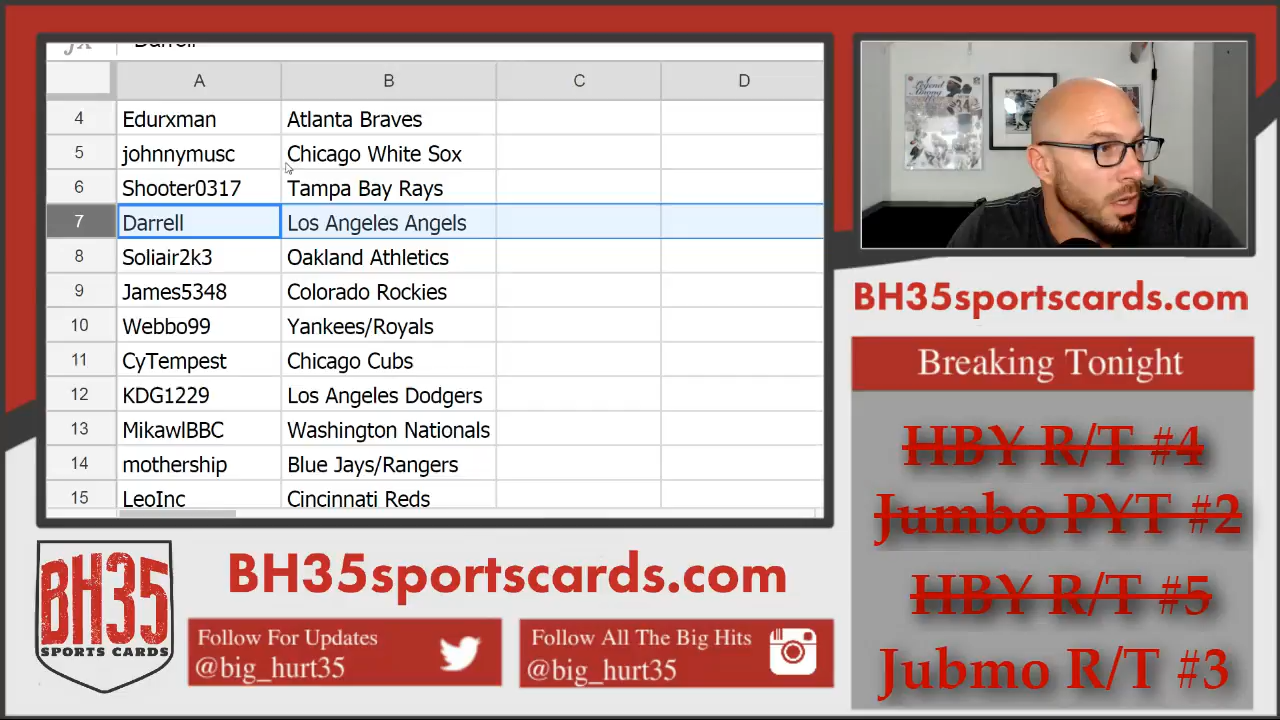 Darrell
A B C D
4 Edurxman Atlanta Braves
5 johnnymusc Chicago White Sox
6 Shooter0317 Tampa Bay Rays
7 Darrell Los Angeles Angels
8 Soliair2k3 Oakland Athletics
9 James5348 Colorado Rockies
10 Webbo99 Yankees/Royals
11 CyTempest Chicago Cubs
12 KDG1229 Los Angeles Dodgers
13 MikawlBBC Washington Nationals
14 mothership Blue Jays/Rangers
15 LeoInc Cincinnati Reds
BH35sportscards.com
Breaking Tonight
HBY R/T #4
Jumbo PYT #2
HBY R/T #5
Jubmo R/T #3
BH35
SPORTS CARDS
BH35sportscards.com
Follow For Updates
@big_hurt35
Follow All The Big Hits
@big_hurt35